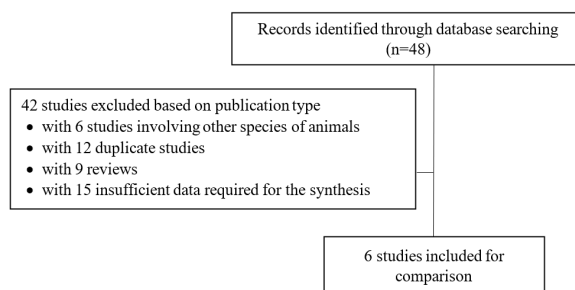 Records identified through database searching
(n=48)
42 studies excluded based on publication type
• with 6 studies involving other species of animals
• with 12 duplicate studies
• with 9 reviews
• with 15 insufficient data required for the synthesis
6 studies included for
comparison